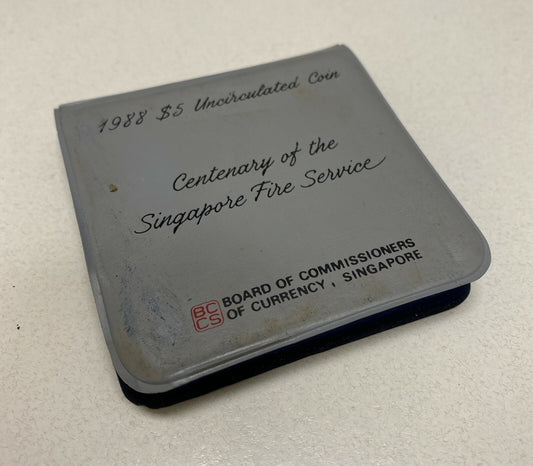 1988 $5 Uncirculated Coin
Centenary of the
Singapore Fire Service
BC
CS
BOARD OF COMMISSIONERS
OF CURRENCY, SINGAPORE